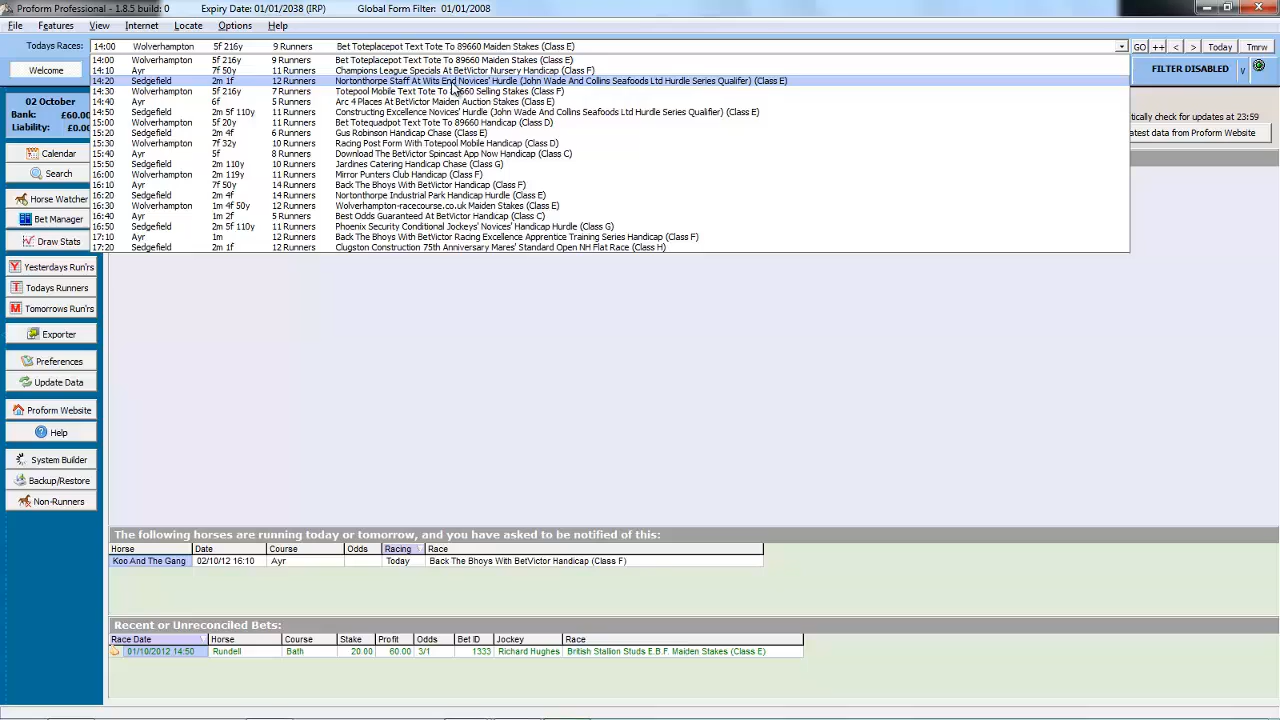 Proform Professional - 1.8.5 build: 0 Expiry Date: 01/01/2038 (IRP) Global Form Filter: 01/01/2008
File Features View Internet Locate Options Help
Todays Races: 14:00 Wolverhampton 5f 216y 9 Runners Bet Toteplacepot Text Tote To 89660 Maiden Stakes (Class E) GO ++ < > Today Tmrw
14:00 Wolverhampton 5f 216y 9 Runners Bet Toteplacepot Text Tote To 89660 Maiden Stakes (Class E)
14:10 Ayr 7f 50y 11 Runners Champions League Specials At BetVictor Nursery Handicap (Class F)
14:20 Sedgefield 2m 1f 12 Runners Nortonthorpe Staff At Wits End Novices' Hurdle (John Wade And Collins Seafoods Ltd Hurdle Series Qualifier) (Class E)
14:30 Wolverhampton 5f 216y 7 Runners Totepool Mobile Text Tote To 660 Selling Stakes (Class F)
14:40 Ayr 6f 5 Runners Arc 4 Places At BetVictor Maiden Auction Stakes (Class E)
14:50 Sedgefield 2m 5f 110y 11 Runners Constructing Excellence Novices' Hurdle (John Wade And Collins Seafoods Ltd Hurdle Series Qualifier) (Class E)
15:00 Wolverhampton 5f 20y 11 Runners Bet Totequadpot Text Tote To 89660 Handicap (Class D)
15:20 Sedgefield 2m 4f 6 Runners Gus Robinson Handicap Chase (Class E)
15:30 Wolverhampton 7f 32y 10 Runners Racing Post Form With Totepool Mobile Handicap (Class D)
15:40 Ayr 5f 8 Runners Download The BetVictor Spincast App Now Handicap (Class C)
15:50 Sedgefield 2m 110y 10 Runners Jardines Catering Handicap Chase (Class G)
16:00 Wolverhampton 2m 119y 11 Runners Mirror Punters Club Handicap (Class F)
16:10 Ayr 7f 50y 14 Runners Back The Bhoys With BetVictor Handicap (Class F)
16:20 Sedgefield 2m 4f 14 Runners Nortonthorpe Industrial Park Handicap Hurdle (Class E)
16:30 Wolverhampton 1m 4f 50y 12 Runners Wolverhampton-racecourse.co.uk Maiden Stakes (Class E)
16:40 Ayr 1m 2f 5 Runners Best Odds Guaranteed At BetVictor Handicap (Class C)
16:50 Sedgefield 2m 5f 110y 11 Runners Phoenix Security Conditional Jockeys' Novices' Handicap Hurdle (Class G)
17:10 Ayr 1m 12 Runners Back The Bhoys With BetVictor Racing Excellence Apprentice Training Series Handicap (Class F)
17:20 Sedgefield 2m 1f 12 Runners Clugston Construction 75th Anniversary Mares' Standard Open NH Flat Race (Class H)
Welcome
FILTER DISABLED v
02 October
Bank: £60.00
Liability: £0.0
tically check for updates at 23:59
test data from Proform Website
Calendar
Search
Horse Watcher
Bet Manager
Draw Stats
Y Yesterdays Run'rs
T Todays Runners
M Tomorrows Run'rs
Exporter
Preferences
Update Data
Proform Website
Help
System Builder
Backup/Restore
Non-Runners
The following horses are running today or tomorrow, and you have asked to be notified of this:
Horse Date Course Odds Racing Race
Koo And The Gang 02/10/12 16:10 Ayr Today Back The Bhoys With BetVictor Handicap (Class F)
Recent or Unreconciled Bets:
Race Date Horse Course Stake Profit Odds Bet ID Jockey Race
01/10/2012 14:50 Rundell Bath 20.00 60.00 3/1 1333 Richard Hughes British Stallion Studs E.B.F. Maiden Stakes (Class E)